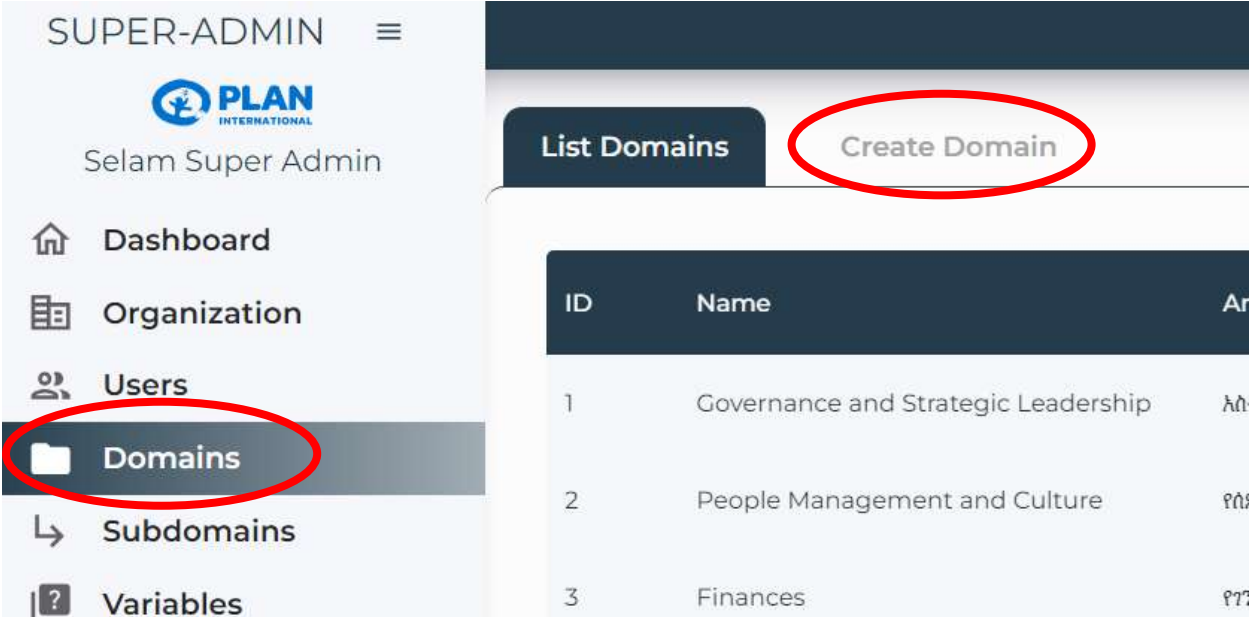 SUPER-ADMIN
PLAN
INTERNATIONAL
Selam Super Admin
Dashboard
Organization
Users
Domains
Subdomains
Variables
List Domains
Create Domain
ID Name
1 Governance and Strategic Leadership
2 People Management and Culture
3 Finances